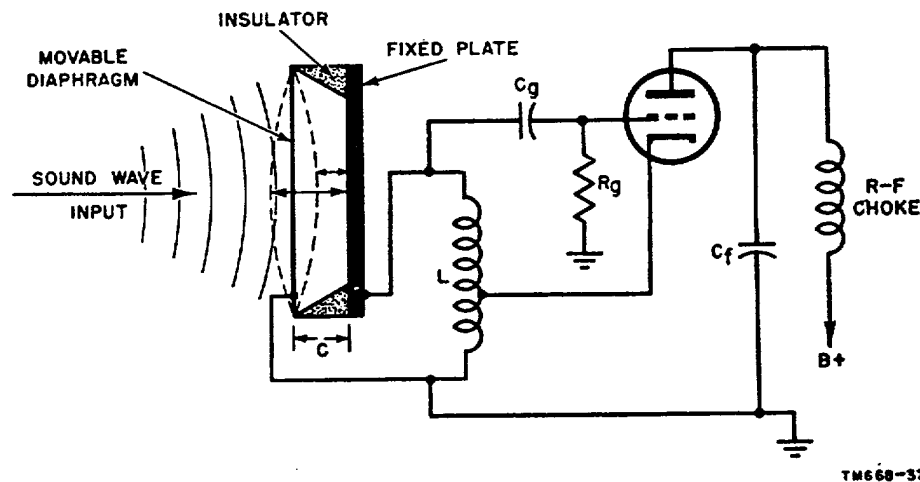 INSULATOR
MOVABLE
DIAPHRAGM
FIXED PLATE
Cg
SOUND WAVE
INPUT
Rg
R-F
CHOKE
Cf
L
C
B+